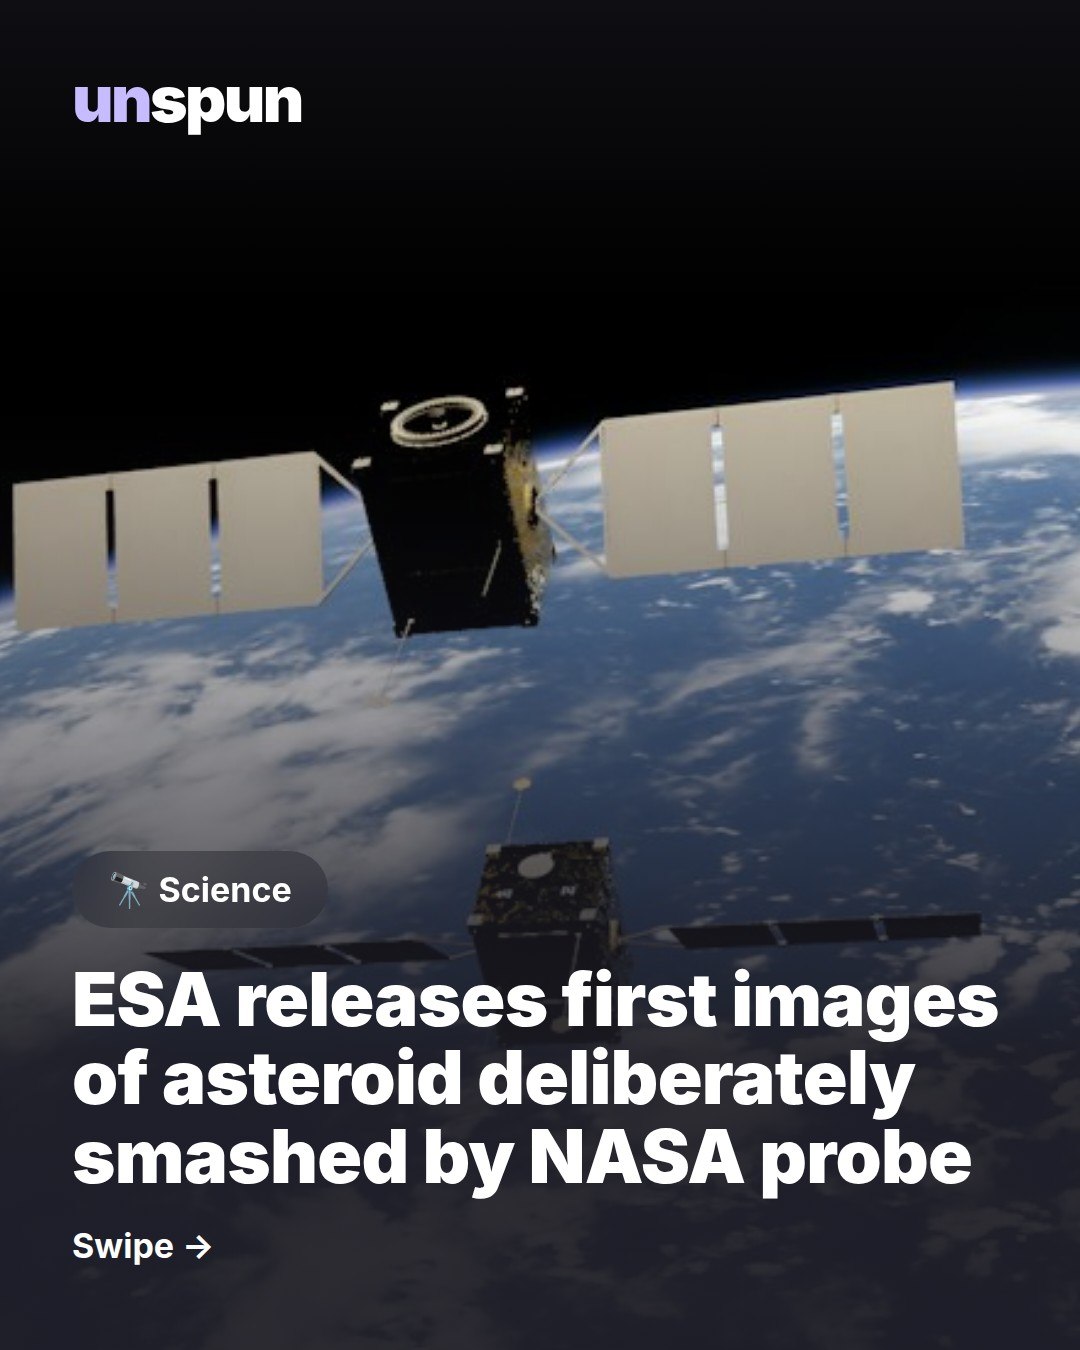 unspun
Science
ESA releases first images
of asteroid deliberately
smashed by NASA probe
Swipe →